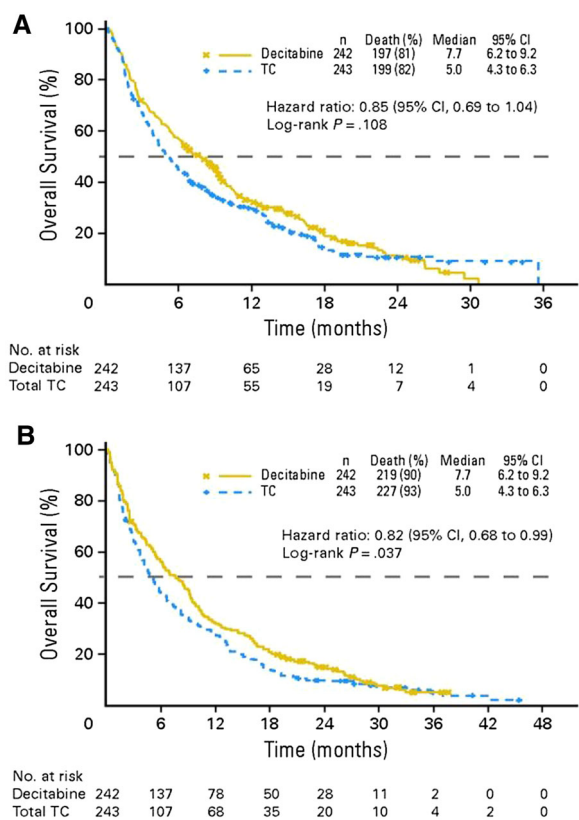 A
n Death (%) Median 95% CI
Decitabine 242 197 (81) 7.7 6.2 to 9.2
TC 243 199 (82) 5.0 4.3 to 6.3
Hazard ratio: 0.85 (95% CI, 0.69 to 1.04)
Log-rank P = .108
Overall Survival (%)
100
80
60
40
20
0 6 12 18 24 30 36
Time (months)
No. at risk
Decitabine 242 137 65 28 12 1 0
Total TC 243 107 55 19 7 4 0
B
n Death (%) Median 95% CI
Decitabine 242 219 (90) 7.7 6.2 to 9.2
TC 243 227 (93) 5.0 4.3 to 6.3
Hazard ratio: 0.82 (95% CI, 0.68 to 0.99)
Log-rank P = .037
Overall Survival (%)
100
80
60
40
20
0 6 12 18 24 30 36 42 48
Time (months)
No. at risk
Decitabine 242 137 78 50 28 11 2 0 0
Total TC 243 107 68 35 20 10 4 2 0